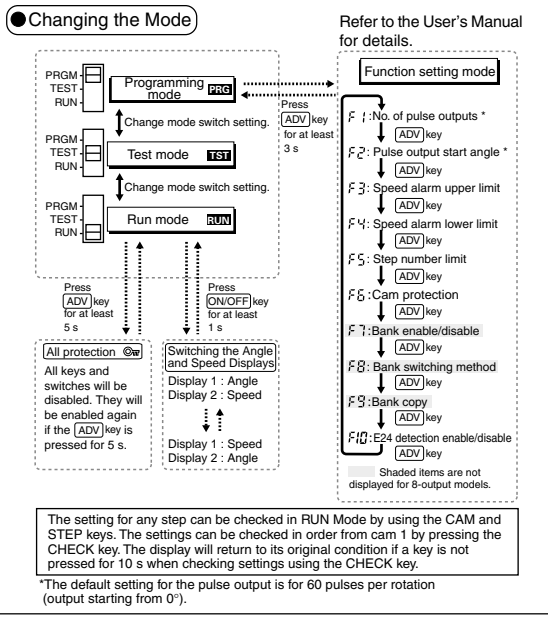 ●Changing the Mode
Refer to the User's Manual
for details.
PRGM
TEST
RUN
Programming
mode PRG
Press
ADV key
for at least
3 s
Change mode switch setting.
PRGM
TEST
RUN
Test mode TST
Change mode switch setting.
PRGM
TEST
RUN
Run mode RUN
Press
ADV key
for at least
5 s
Press
ON/OFF key
for at least
1 s
All protection
All keys and
switches will be
disabled. They will
be enabled again
if the ADV key is
pressed for 5 s.
Switching the Angle
and Speed Displays
Display 1 : Angle
Display 2 : Speed
Display 1 : Speed
Display 2 : Angle
Function setting mode
F 1 :No. of pulse outputs *
ADV key
F2: Pulse output start angle *
ADV key
F3: Speed alarm upper limit
ADV key
F4: Speed alarm lower limit
ADV key
F5: Step number limit
ADV key
F6:Cam protection
ADV key
F7:Bank enable/disable
ADV key
F8: Bank switching method
ADV key
F9:Bank copy
ADV key
F10: E24 detection enable/disable
ADV key
Shaded items are not
displayed for 8-output models.
The setting for any step can be checked in RUN Mode by using the CAM and
STEP keys. The settings can be checked in order from cam 1 by pressing the
CHECK key. The display will return to its original condition if a key is not
pressed for 10 s when checking settings using the CHECK key.
*The default setting for the pulse output is for 60 pulses per rotation
(output starting from 0°).